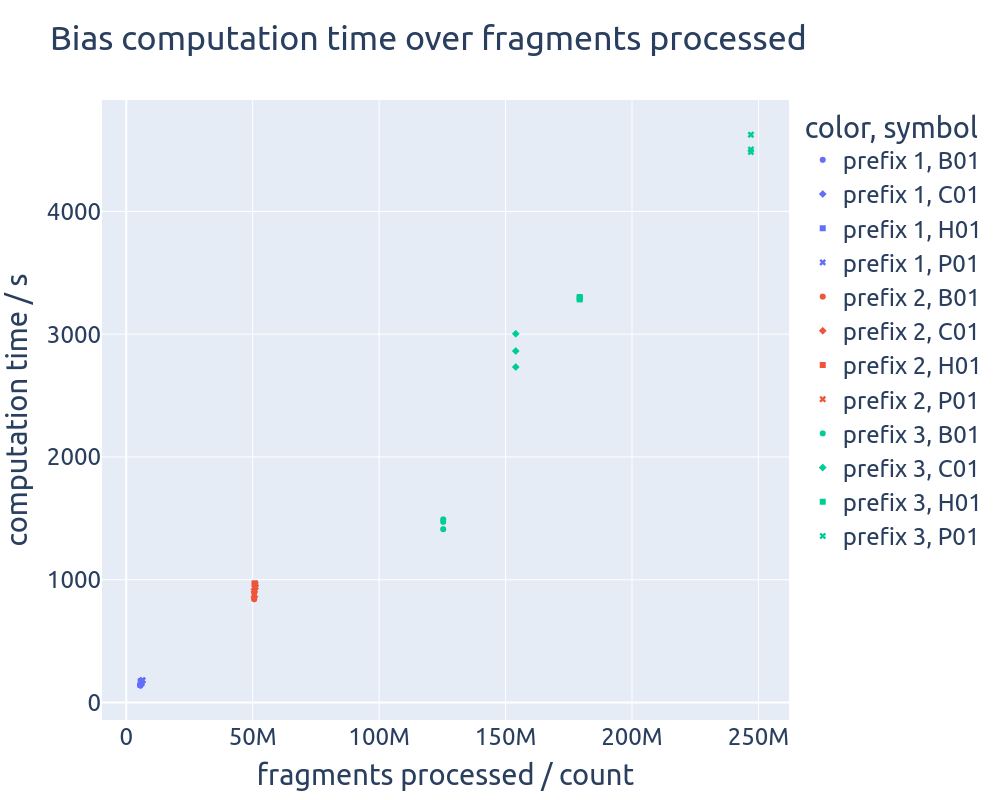 Bias computation time over fragments processed
color, symbol
prefix 1, B01
prefix 1, C01
prefix 1, H01
prefix 1, P01
prefix 2, B01
prefix 2, C01
prefix 2, H01
prefix 2, P01
prefix 3, B01
prefix 3, C01
prefix 3, H01
prefix 3, P01
computation time / s
4000
3000
2000
1000
0
0
50M
100M
150M
200M
250M
fragments processed / count